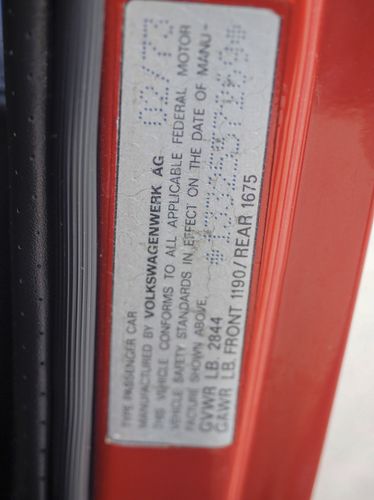 TYPE PASSENGER CAR
MANUFACTURED BY VOLKSWAGENWERK AG 02/73
THIS VEHICLE CONFORMS TO ALL APPLICABLE FEDERAL MOTOR
VEHICLE SAFETY STANDARDS IN EFFECT ON THE DATE OF MANU-
FACTURE SHOWN ABOVE.
GVWR LB 2844
GAWR LB FRONT 1190/REAR 1675